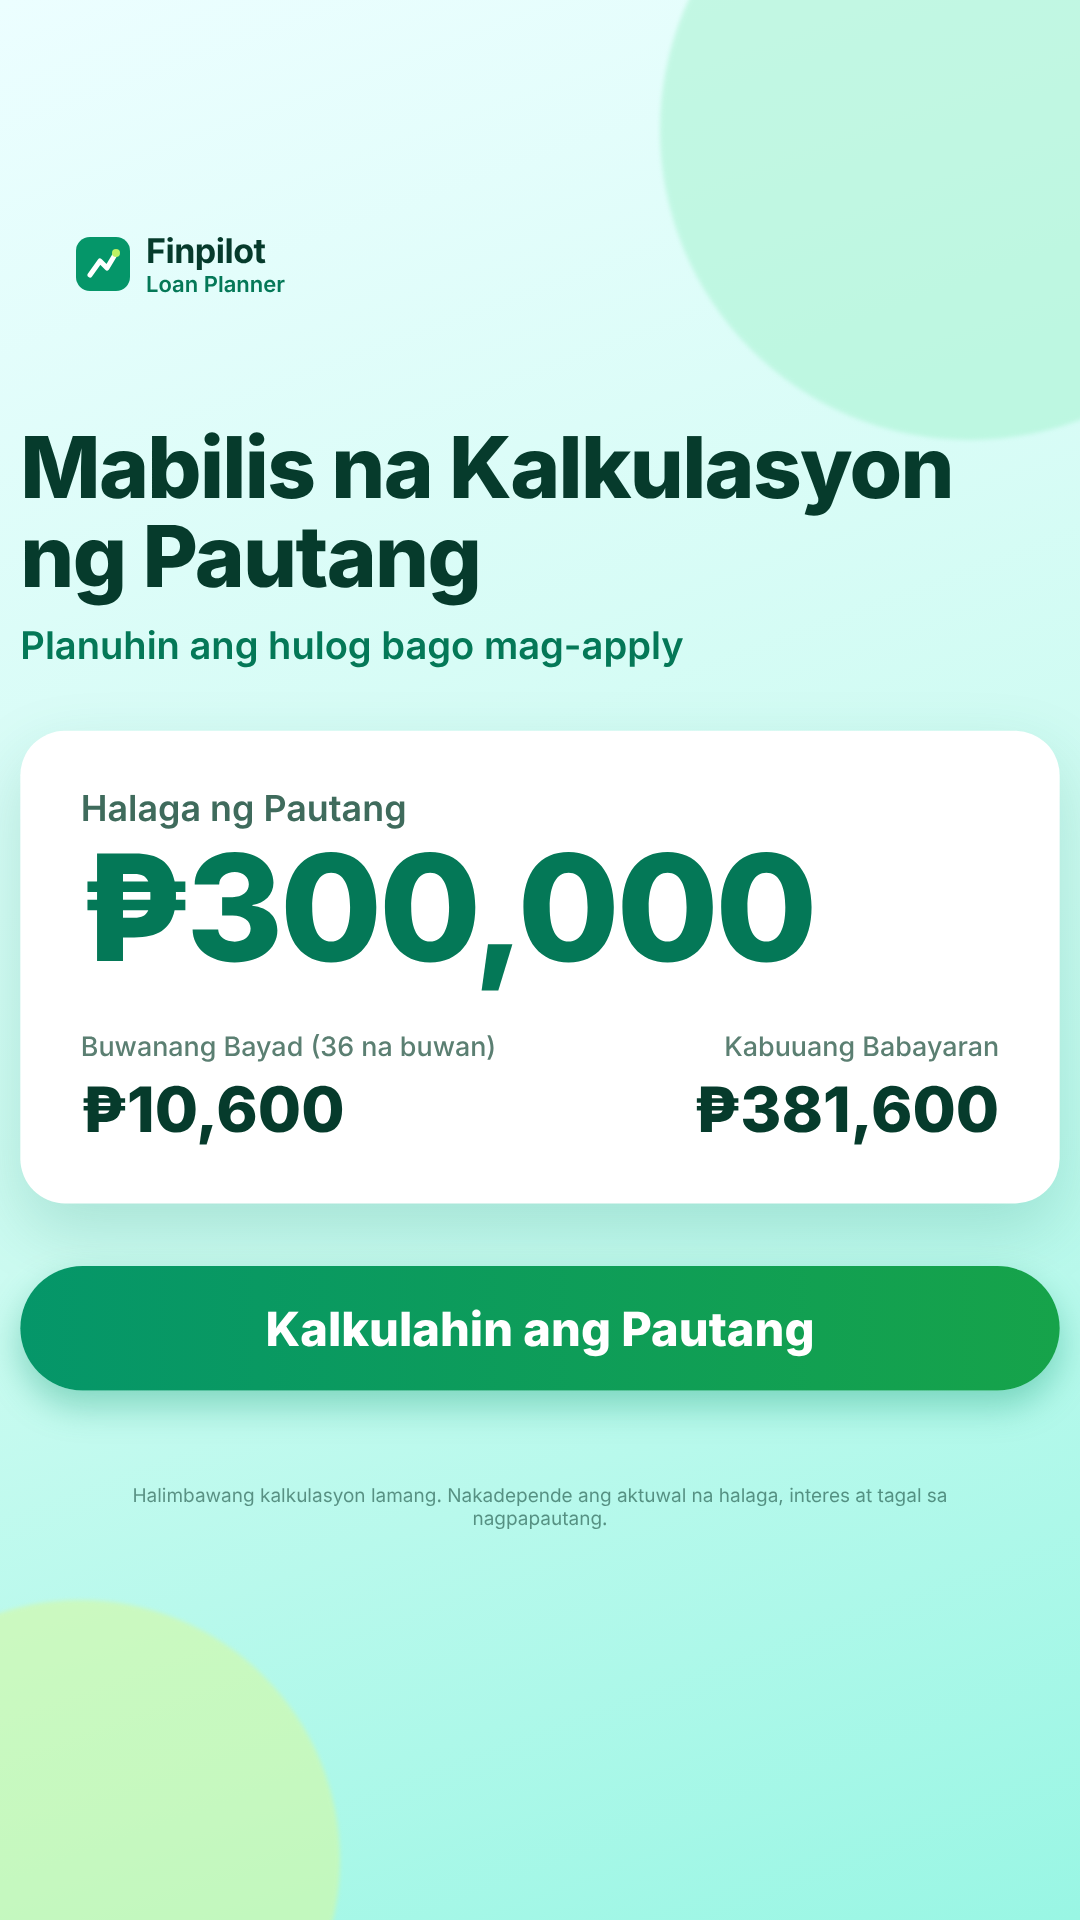 Finpilot
Loan Planner
Mabilis na Kalkulasyon
ng Pautang
Planuhin ang hulog bago mag-apply
Halaga ng Pautang
₱300,000
Buwanang Bayad (36 na buwan)
₱10,600
Kabuuang Babayaran
₱381,600
Kalkulahin ang Pautang
Halimbawang kalkulasyon lamang. Nakadepende ang aktuwal na halaga, interes at tagal sa
nagpapautang.